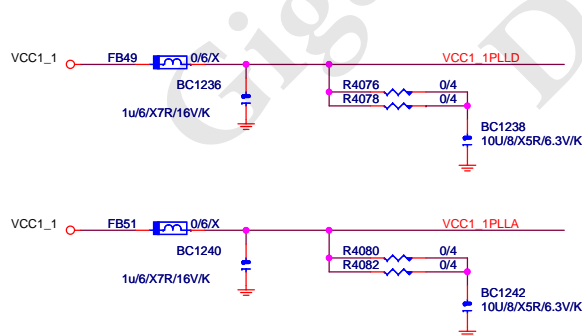 Giga
D
VCC1_1 FB49 0/6/X VCC1_1PLLD
BC1236
1u/6/X7R/16V/K
R4076 0/4
R4078 0/4
BC1238
10U/8/X5R/6.3V/K
VCC1_1 FB51 0/6/X VCC1_1PLLA
BC1240
1u/6/X7R/16V/K
R4080 0/4
R4082 0/4
BC1242
10U/8/X5R/6.3V/K